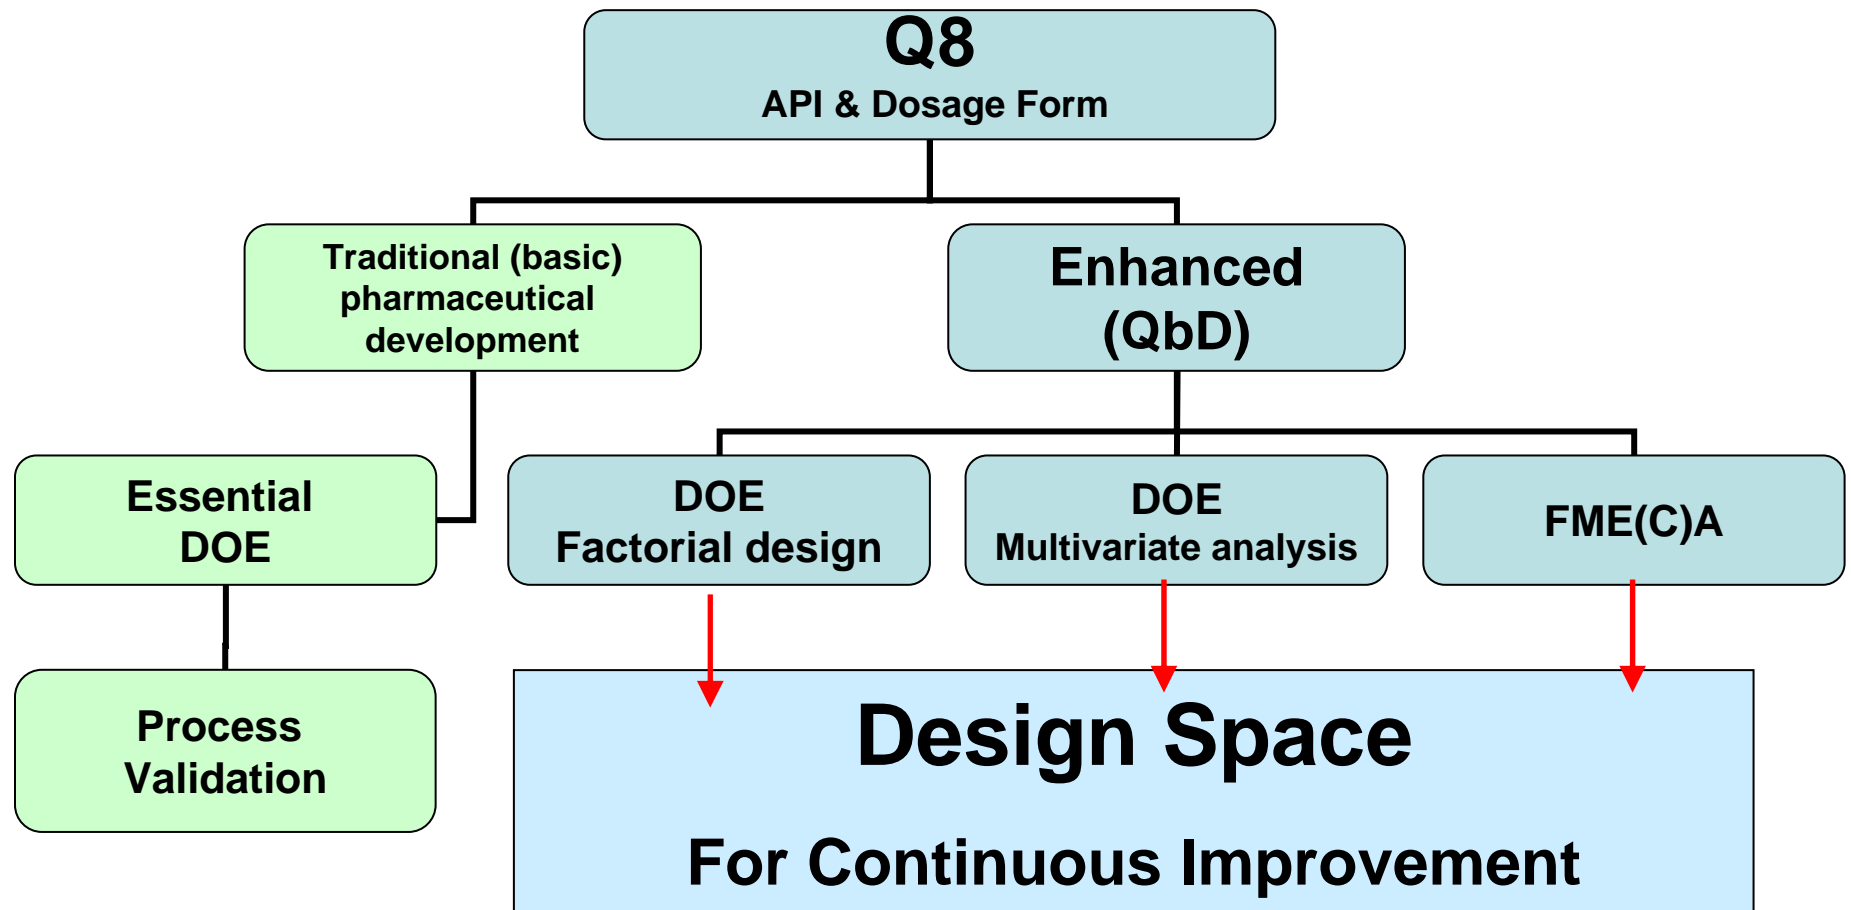 Q8
API & Dosage Form
Traditional (basic)
pharmaceutical
development
Enhanced
(QbD)
Essential
DOE
DOE
Factorial design
DOE
Multivariate analysis
FME(C)A
Process
Validation
Design Space
For Continuous Improvement